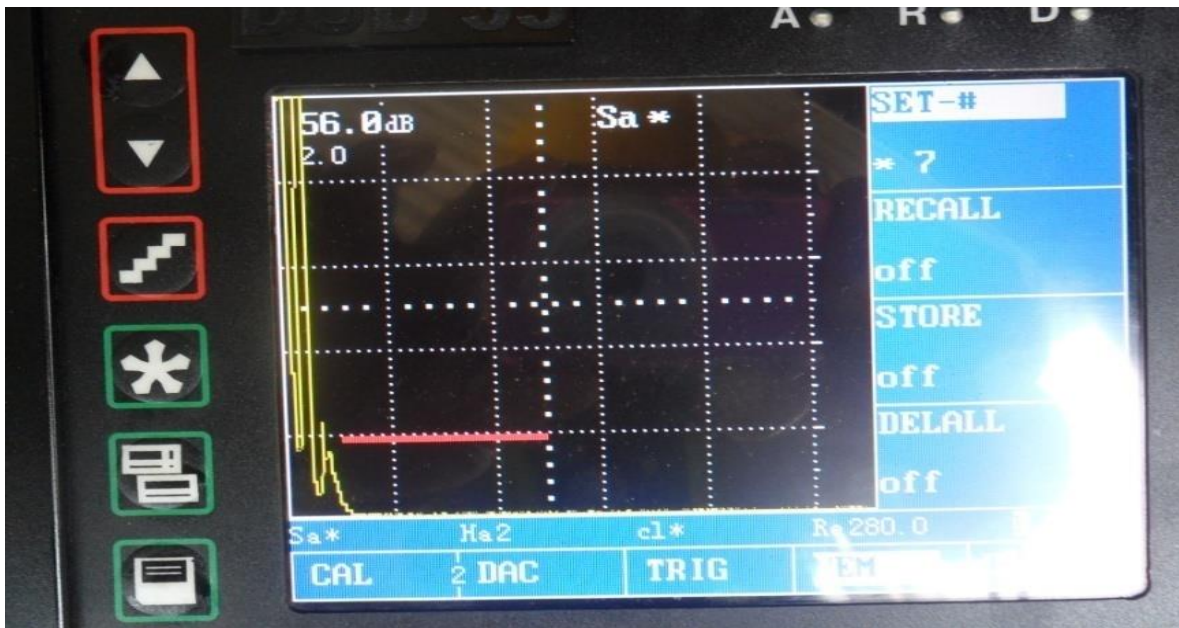 A R D
56.0dB
2.0
Sa *
SET-#
* 7
RECALL
off
STORE
off
DELALL
off
Sa* Ha2 cl* Ra280.0
CAL 2 DAC TRIG